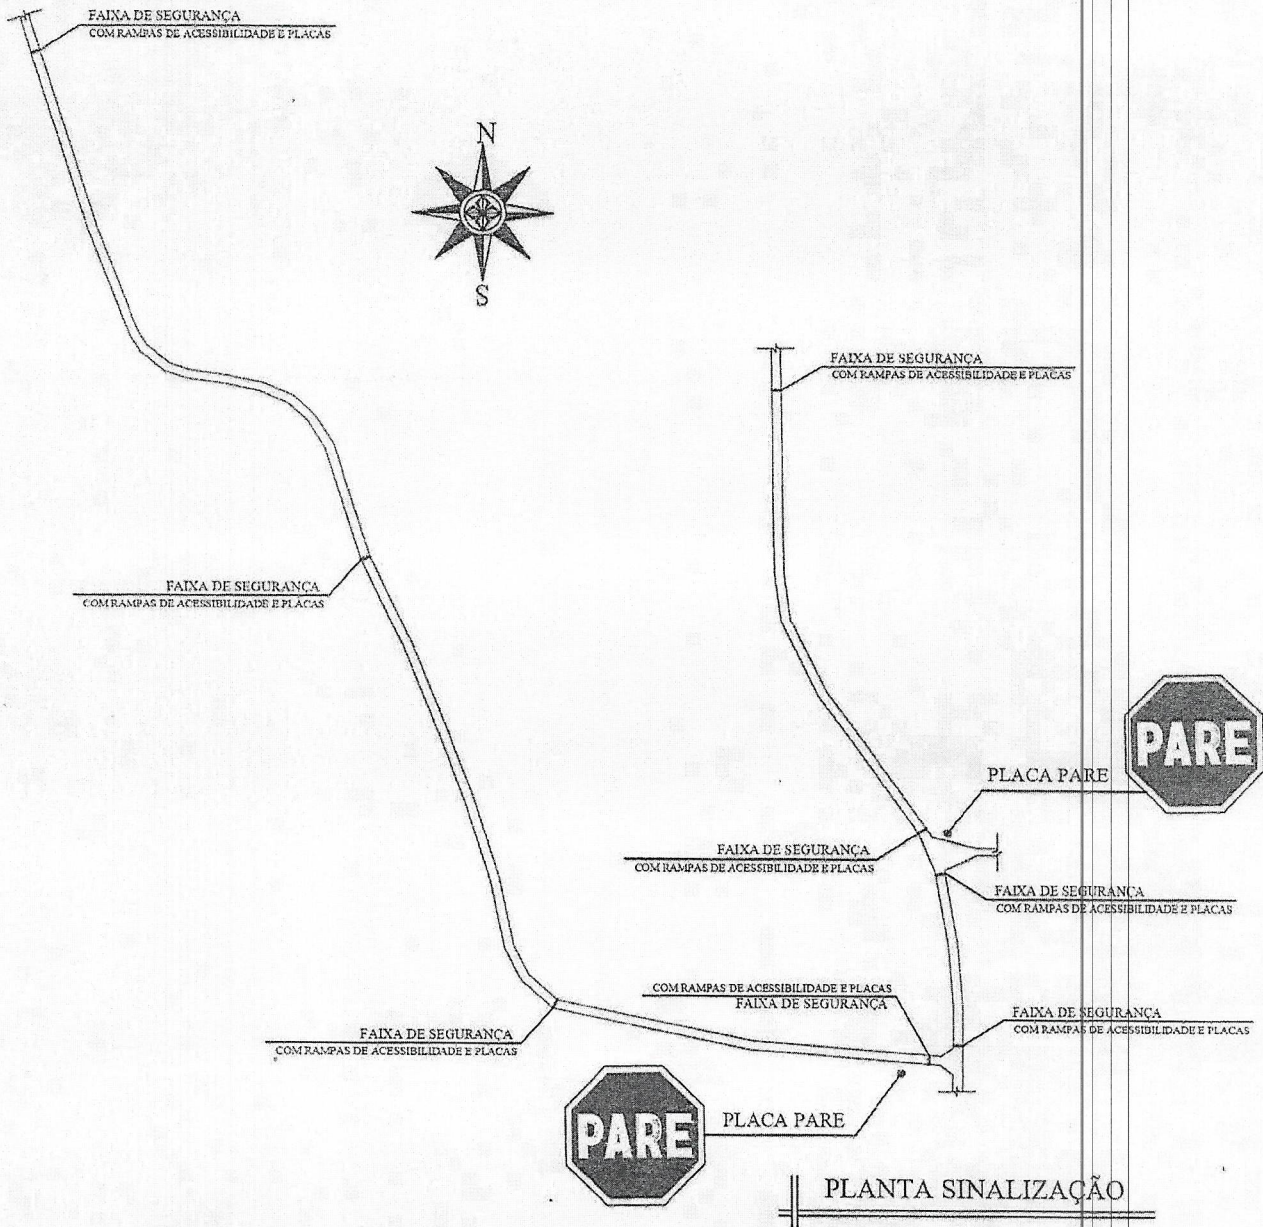 FAIXA DE SEGURANÇA
COM RAMPAS DE ACESSIBILIDADE E PLACAS
N
S
FAIXA DE SEGURANÇA
COM RAMPAS DE ACESSIBILIDADE E PLACAS
FAIXA DE SEGURANÇA
COM RAMPAS DE ACESSIBILIDADE E PLACAS
PARE
PLACA PARE
FAIXA DE SEGURANÇA
COM RAMPAS DE ACESSIBILIDADE E PLACAS
FAIXA DE SEGURANÇA
COM RAMPAS DE ACESSIBILIDADE E PLACAS
COM RAMPAS DE ACESSIBILIDADE E PLACAS
FAIXA DE SEGURANÇA
FAIXA DE SEGURANÇA
COM RAMPAS DE ACESSIBILIDADE E PLACAS
FAIXA DE SEGURANÇA
COM RAMPAS DE ACESSIBILIDADE E PLACAS
PARE
PLACA PARE
PLANTA SINALIZAÇÃO